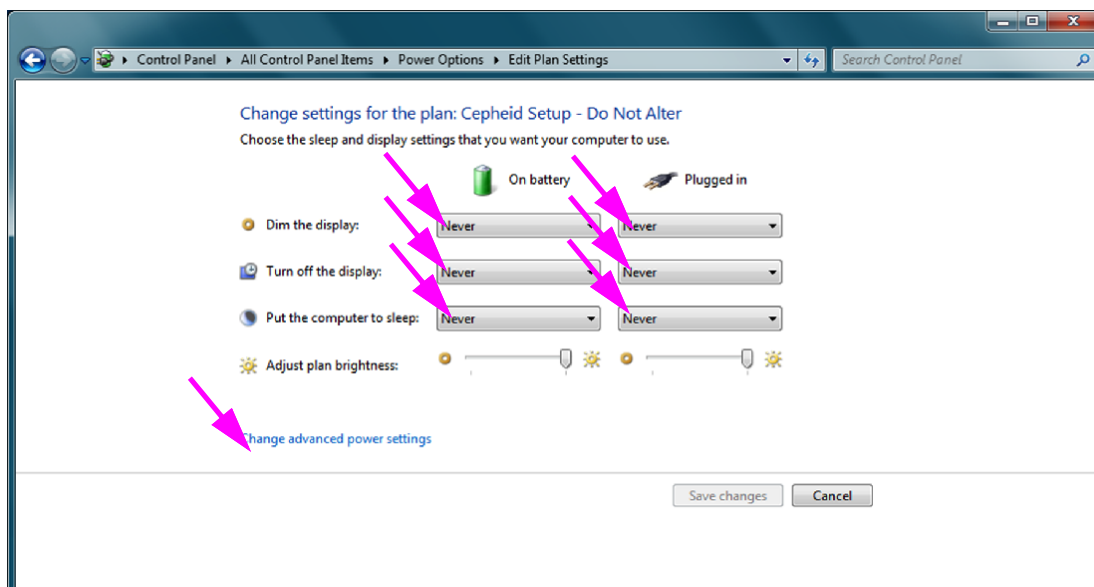 Control Panel ▸ All Control Panel Items ▸ Power Options ▸ Edit Plan Settings
Search Control Panel
Change settings for the plan: Cepheid Setup - Do Not Alter
Choose the sleep and display settings that you want your computer to use.
On battery Plugged in
Dim the display: Never Never
Turn off the display: Never Never
Put the computer to sleep: Never Never
Adjust plan brightness:
Change advanced power settings
Save changes Cancel